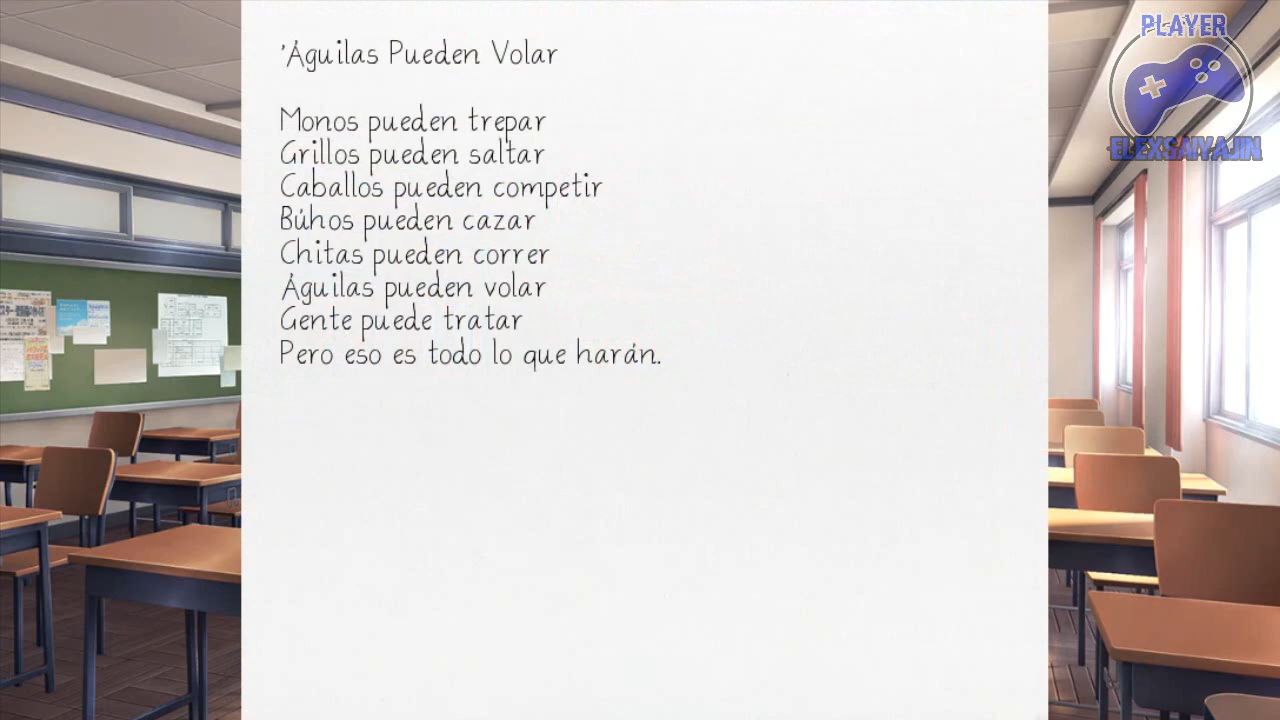 'Águilas Pueden Volar
Monos pueden trepar
Grillos pueden saltar
Caballos pueden competir
Búhos pueden cazar
Chitas pueden correr
Águilas pueden volar
Gente puede tratar
Pero eso es todo lo que harán.
PLAYER
ELEXSAIYAJIN